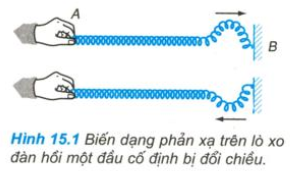 A
B
Hình 15.1 Biến dạng phản xạ trên lò xo
đàn hồi một đầu cố định bị đổi chiều.